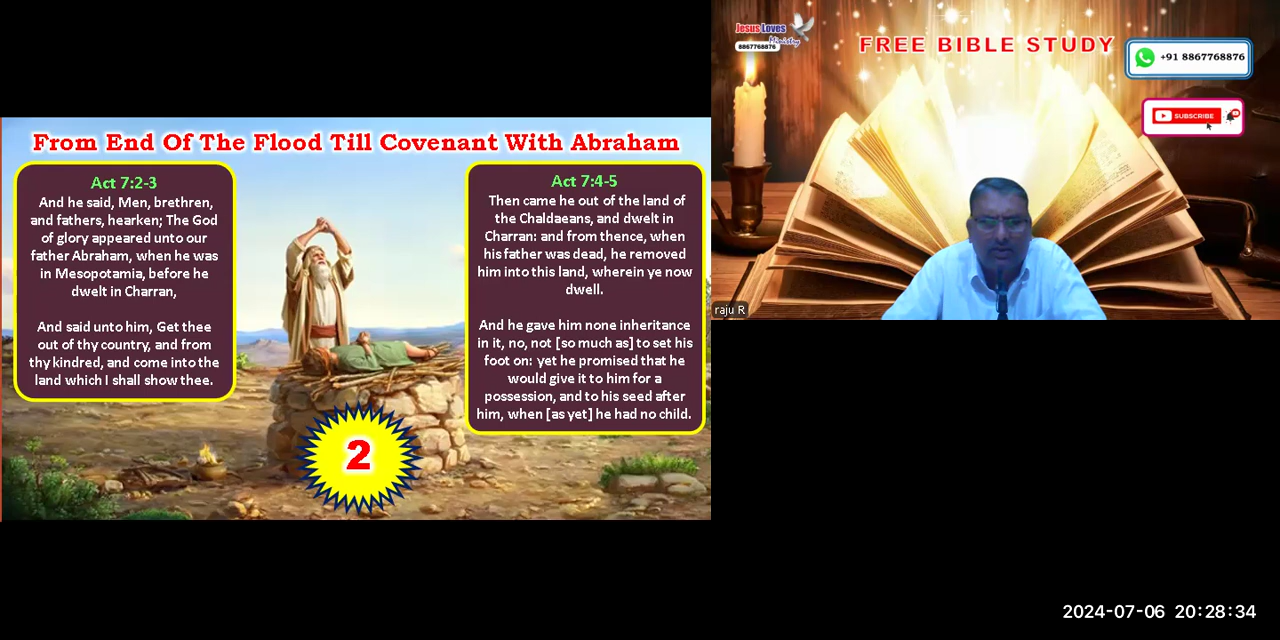 From End Of The Flood Till Covenant With Abraham
Act 7:2-3
And he said, Men, brethren,
and fathers, hearken; The God
of glory appeared unto our
father Abraham, when he was
in Mesopotamia, before he
dwelt in Charran,
And said unto him, Get thee
out of thy country, and from
thy kindred, and come into the
land which I shall show thee.
Act 7:4-5
Then came he out of the land of
the Chaldaeans, and dwelt in
Charran: and from thence, when
his father was dead, he removed
him into this land, wherein ye now
dwell.
And he gave him none inheritance
in it, no, not [so much as] to set his
foot on: yet he promised that he
would give it to him for a
possession, and to his seed after
him, when [as yet] he had no child.
2
Jesus Loves
Ministry
8867768876
FREE BIBLE STUDY
+91 8867768876
SUBSCRIBE
raju R
2024-07-06 20:28:34